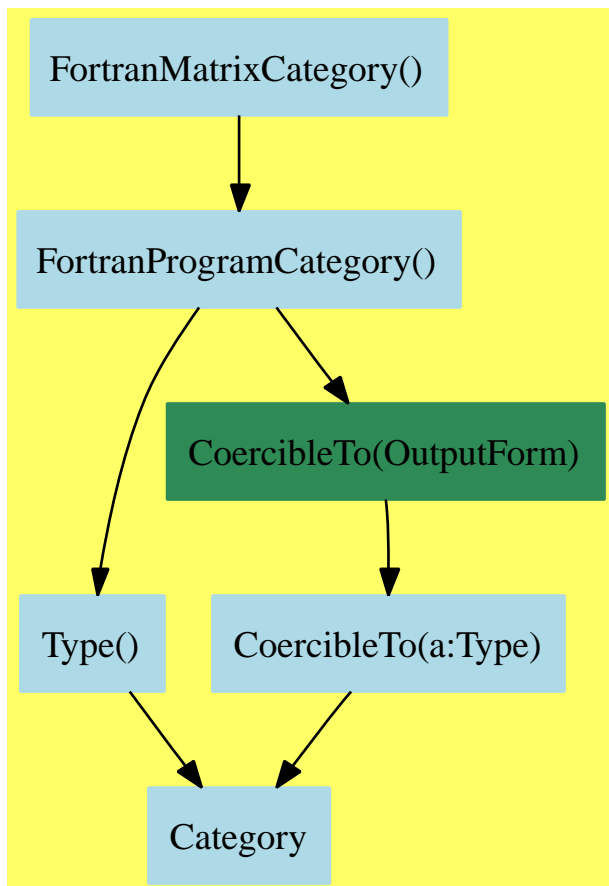 FortranMatrixCategory()
FortranProgramCategory()
CoercibleTo(OutputForm)
Type()
CoercibleTo(a:Type)
Category